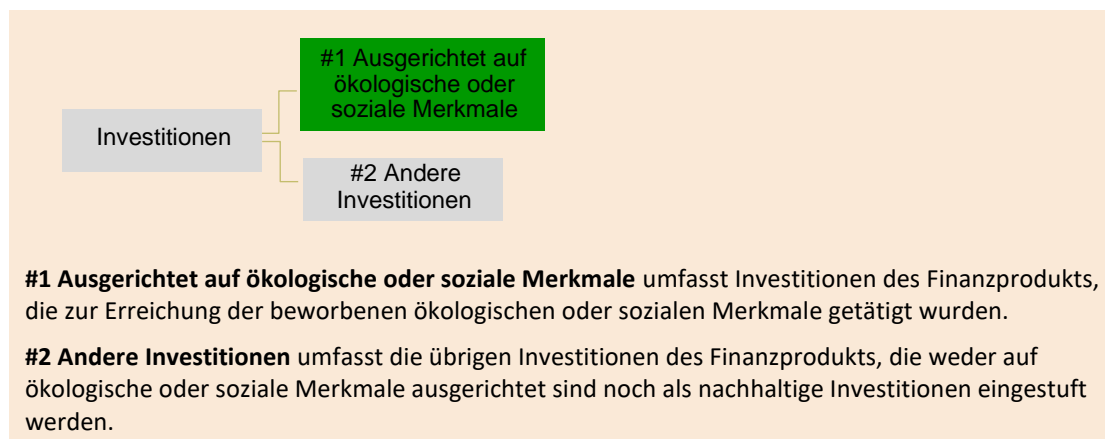 #1 Ausgerichtet auf
ökologische oder
soziale Merkmale
Investitionen
#2 Andere
Investitionen
#1 Ausgerichtet auf ökologische oder soziale Merkmale umfasst Investitionen des Finanzprodukts,
die zur Erreichung der beworbenen ökologischen oder sozialen Merkmale getätigt wurden.
#2 Andere Investitionen umfasst die übrigen Investitionen des Finanzprodukts, die weder auf
ökologische oder soziale Merkmale ausgerichtet sind noch als nachhaltige Investitionen eingestuft
werden.